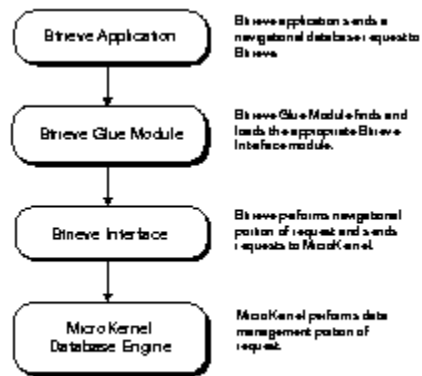 Btrieve Application
Btrieve application sends a
navigational database request to
Btrieve.
Btrieve Glue Module
Btrieve Glue Module finds and
loads the appropriate Btrieve
Interface module.
Btrieve Interface
Btrieve performs navigational
portion of request and sends
requests to MicroKernel.
MicroKernel
Database Engine
MicroKernel performs data
management portion of
request.